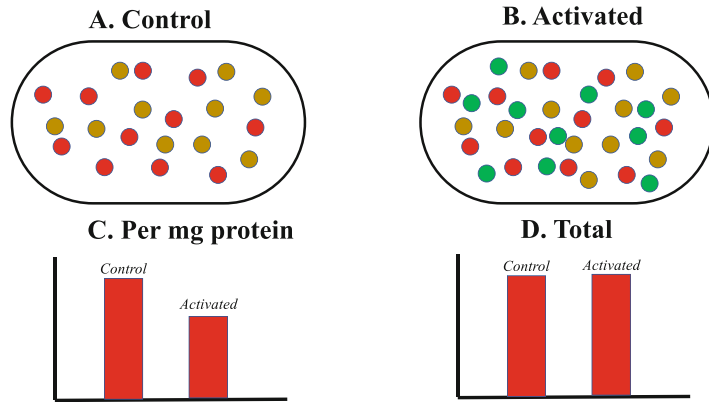 A. Control
B. Activated
C. Per mg protein
Control
Activated
D. Total
Control
Activated